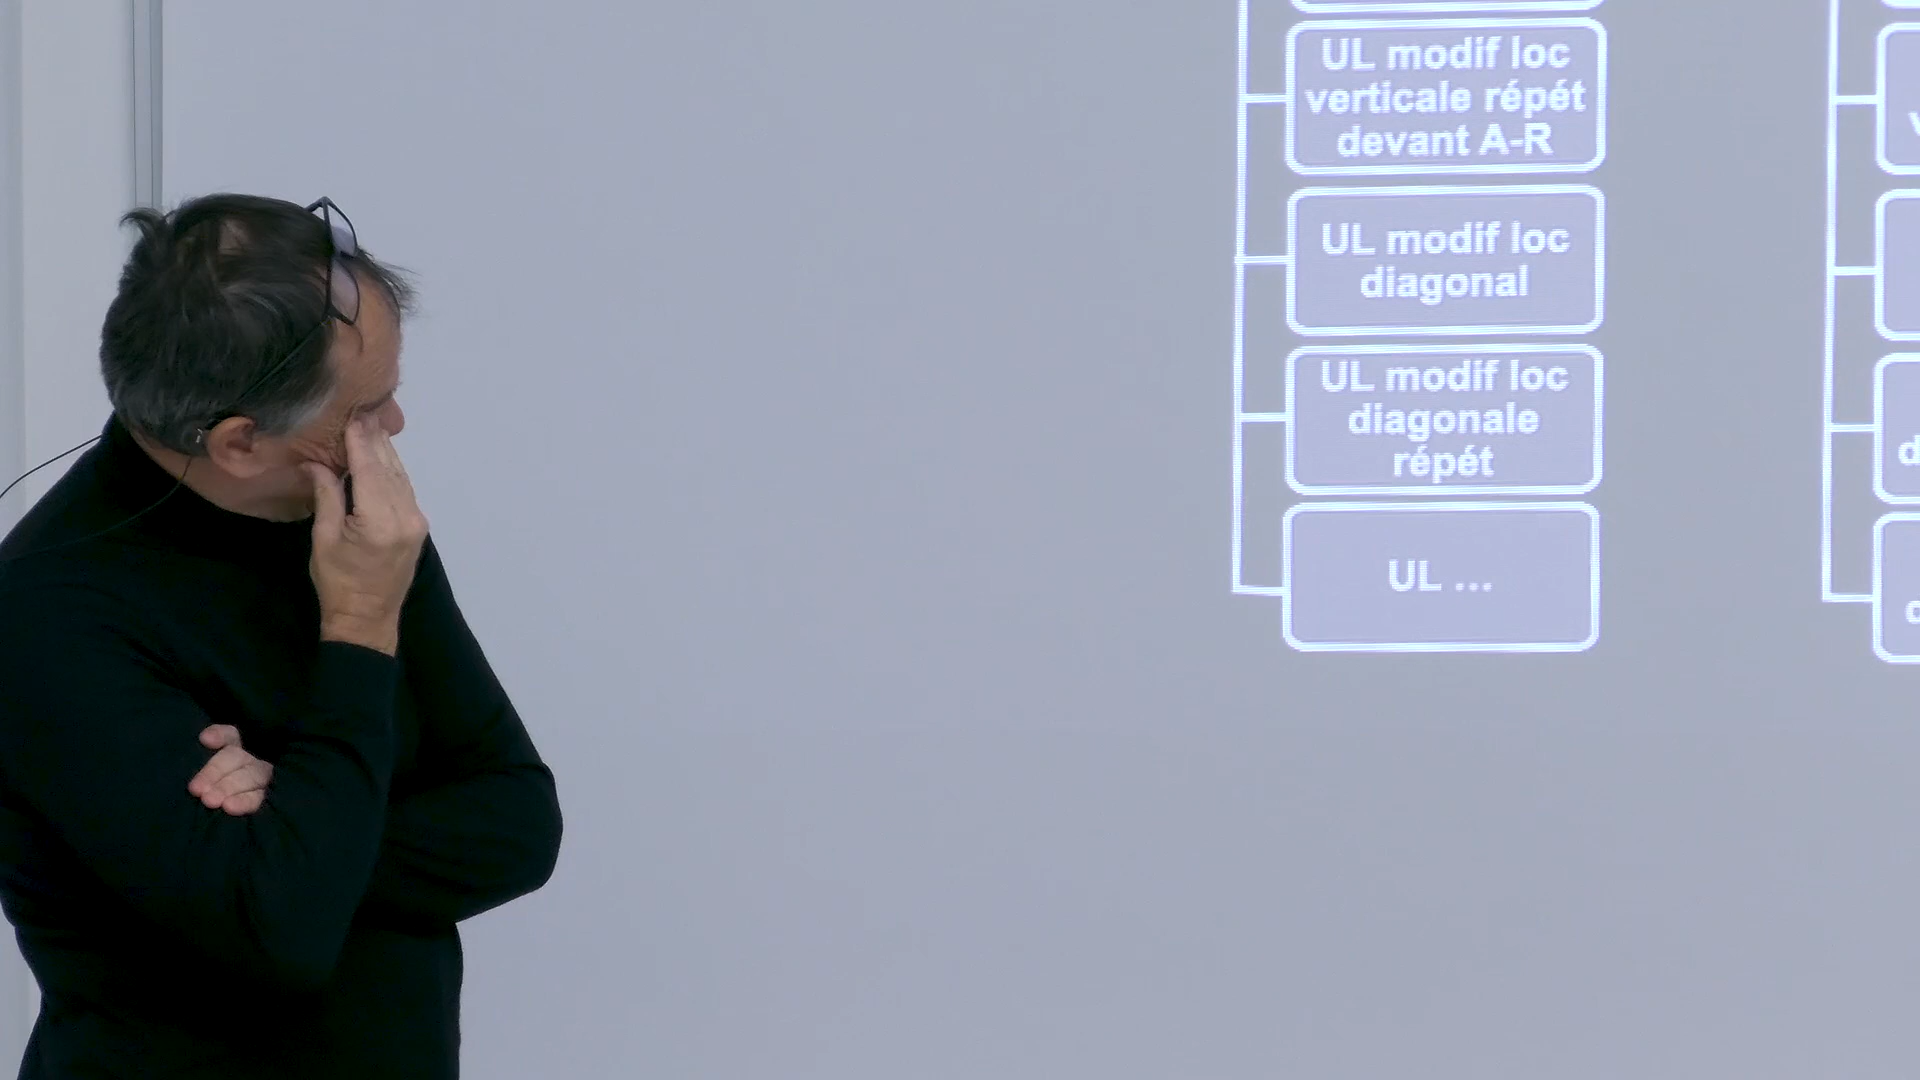 UL modif loc
verticale répét
devant A-R
UL modif loc
diagonal
UL modif loc
diagonale
répét
UL ...